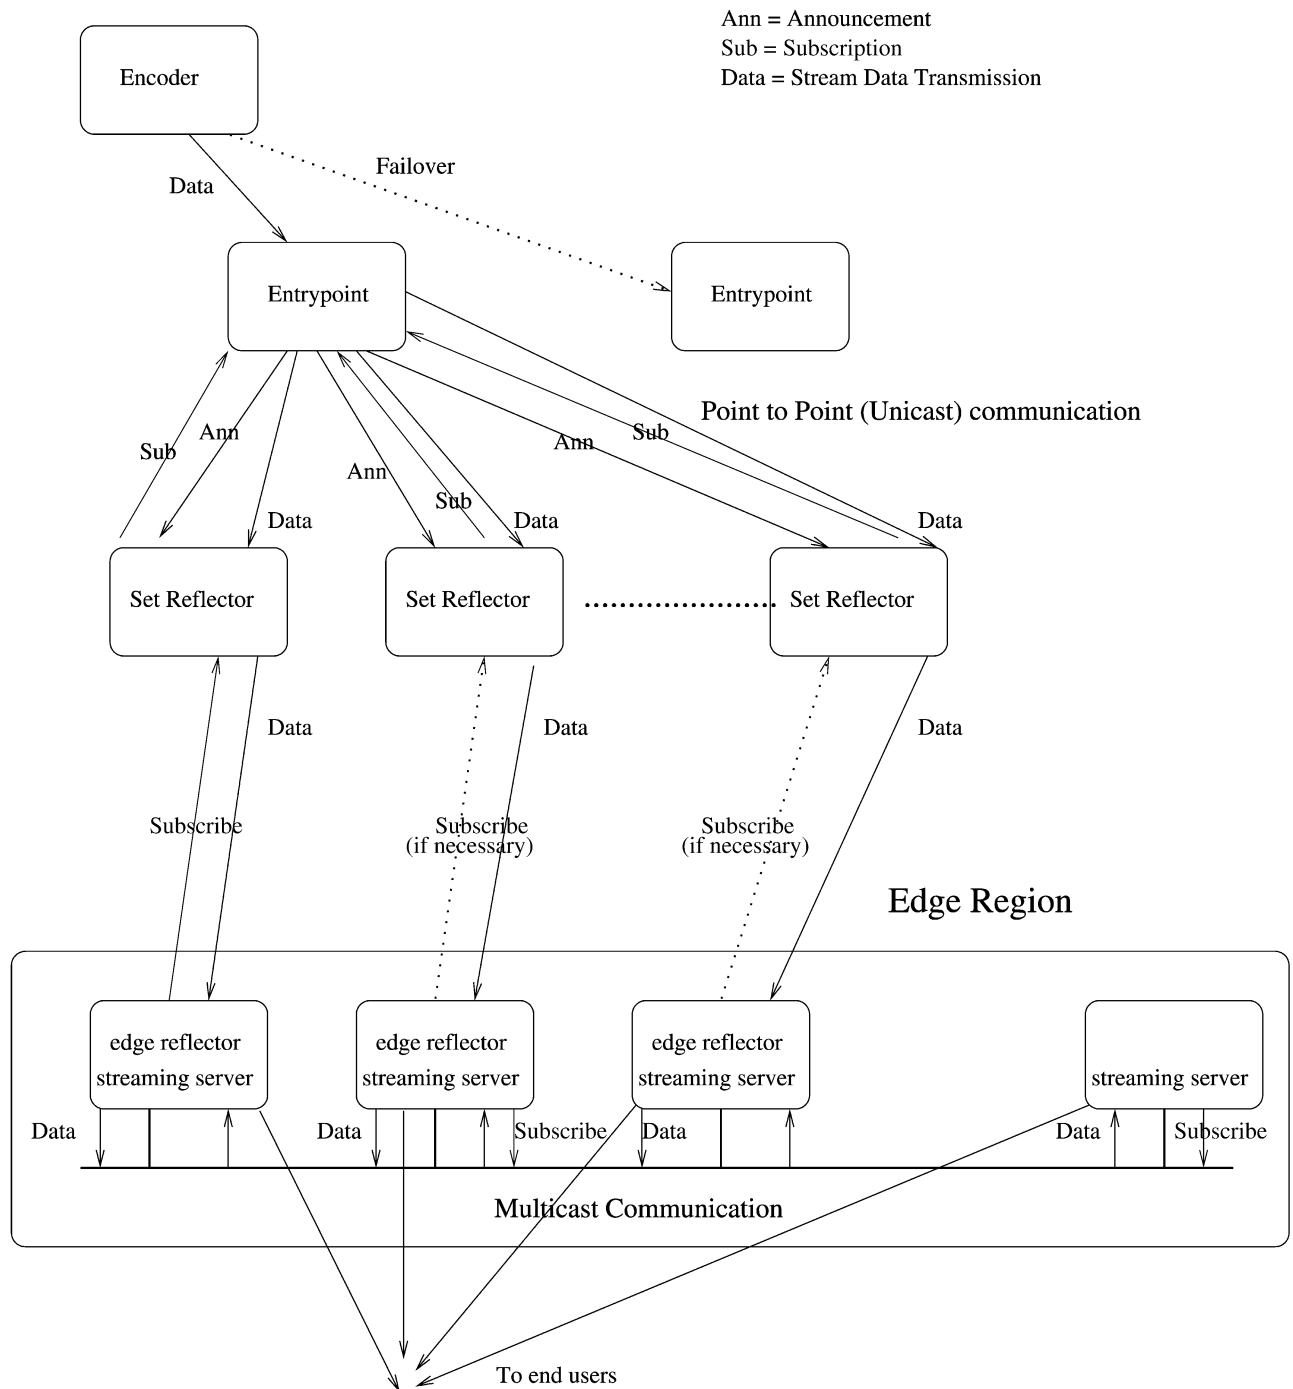 Ann = Announcement
Sub = Subscription
Data = Stream Data Transmission
Encoder
Failover
Data
Entrypoint
Entrypoint
Point to Point (Unicast) communication
Sub
Ann
Ann
Sub
Ann
Sub
Data
Data
Data
Set Reflector
Set Reflector
Set Reflector
Data
Data
Data
Subscribe
Subscribe
(if necessary)
Subscribe
(if necessary)
Edge Region
edge reflector
streaming server
edge reflector
streaming server
edge reflector
streaming server
streaming server
Data
Data
Subscribe
Data
Data
Subscribe
Multicast Communication
To end users